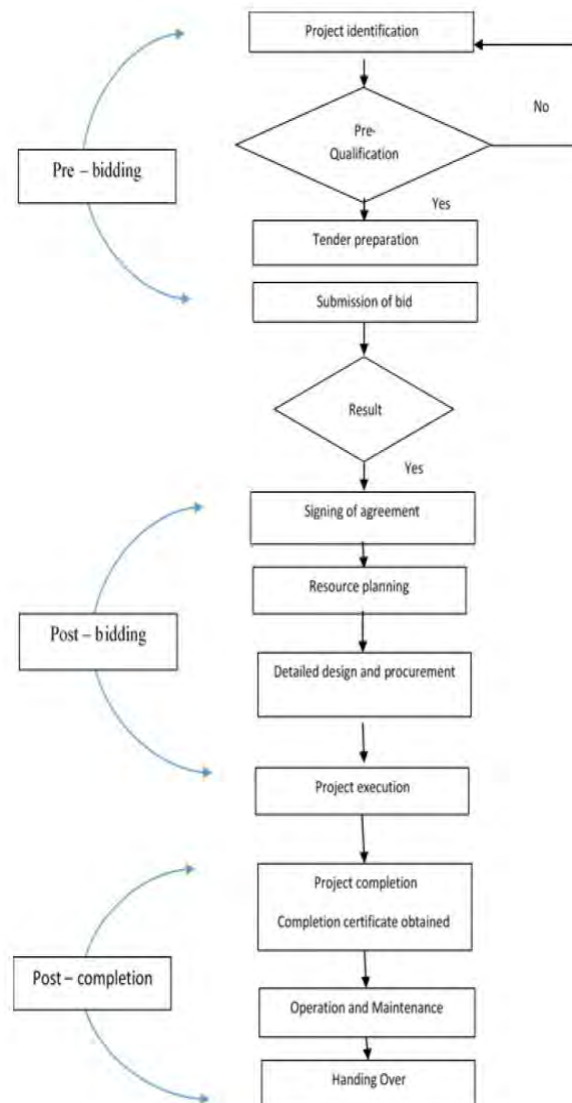 Project identification
No
Pre-
Qualification
Pre – bidding
Yes
Tender preparation
Submission of bid
Result
Yes
Signing of agreement
Resource planning
Post – bidding
Detailed design and procurement
Project execution
Project completion
Completion certificate obtained
Post – completion
Operation and Maintenance
Handing Over